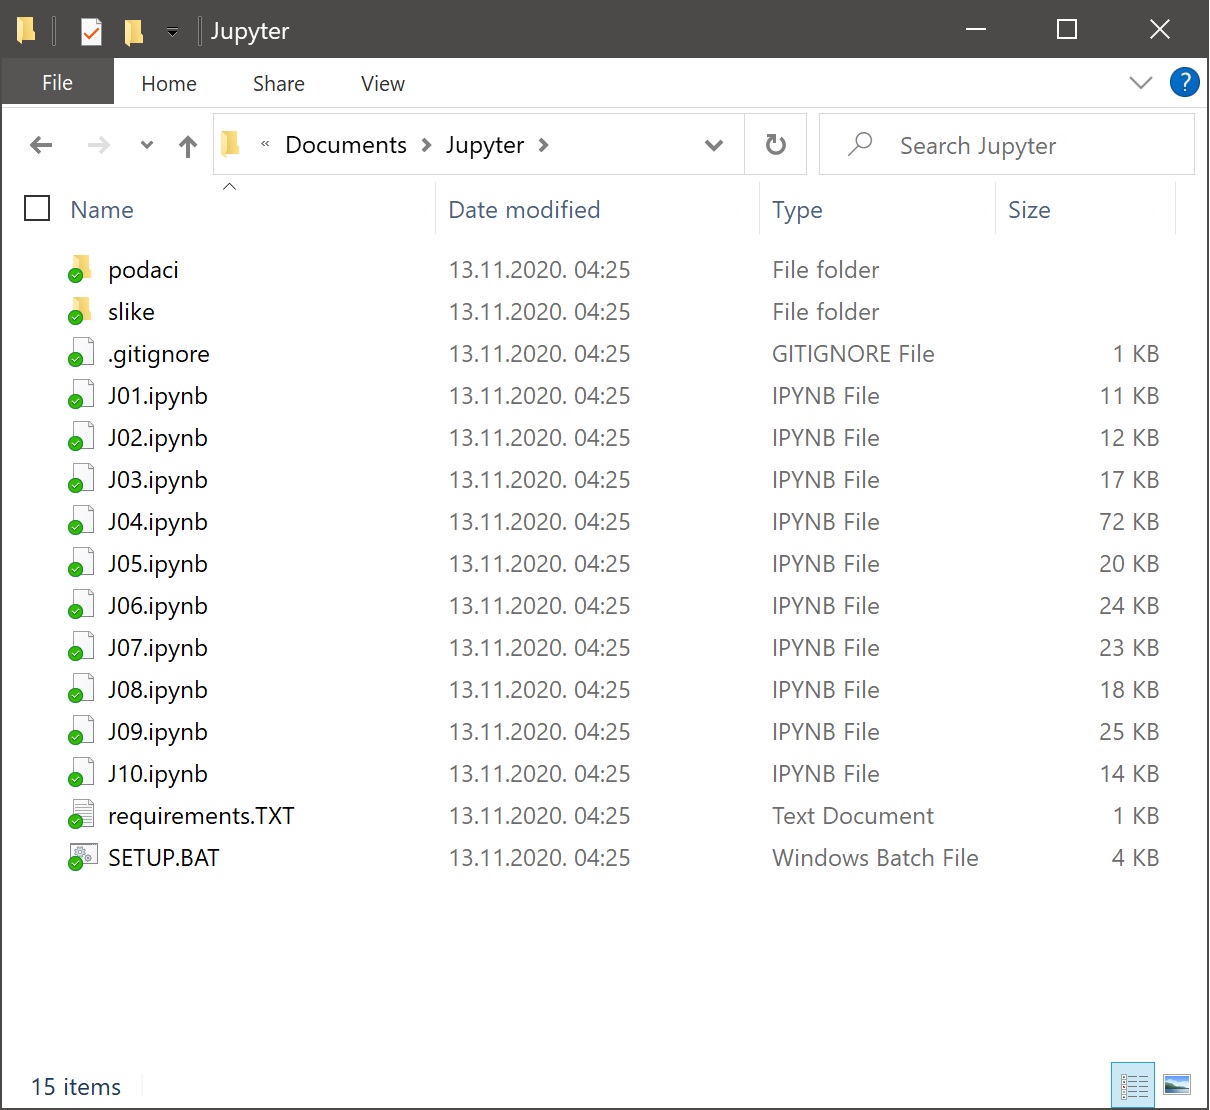 Jupyter
File Home Share View ?
« Documents > Jupyter > Search Jupyter
Name Date modified Type Size
podaci 13.11.2020. 04:25 File folder
slike 13.11.2020. 04:25 File folder
.gitignore 13.11.2020. 04:25 GITIGNORE File 1 KB
J01.ipynb 13.11.2020. 04:25 IPYNB File 11 KB
J02.ipynb 13.11.2020. 04:25 IPYNB File 12 KB
J03.ipynb 13.11.2020. 04:25 IPYNB File 17 KB
J04.ipynb 13.11.2020. 04:25 IPYNB File 72 KB
J05.ipynb 13.11.2020. 04:25 IPYNB File 20 KB
J06.ipynb 13.11.2020. 04:25 IPYNB File 24 KB
J07.ipynb 13.11.2020. 04:25 IPYNB File 23 KB
J08.ipynb 13.11.2020. 04:25 IPYNB File 18 KB
J09.ipynb 13.11.2020. 04:25 IPYNB File 25 KB
J10.ipynb 13.11.2020. 04:25 IPYNB File 14 KB
requirements.TXT 13.11.2020. 04:25 Text Document 1 KB
SETUP.BAT 13.11.2020. 04:25 Windows Batch File 4 KB
15 items